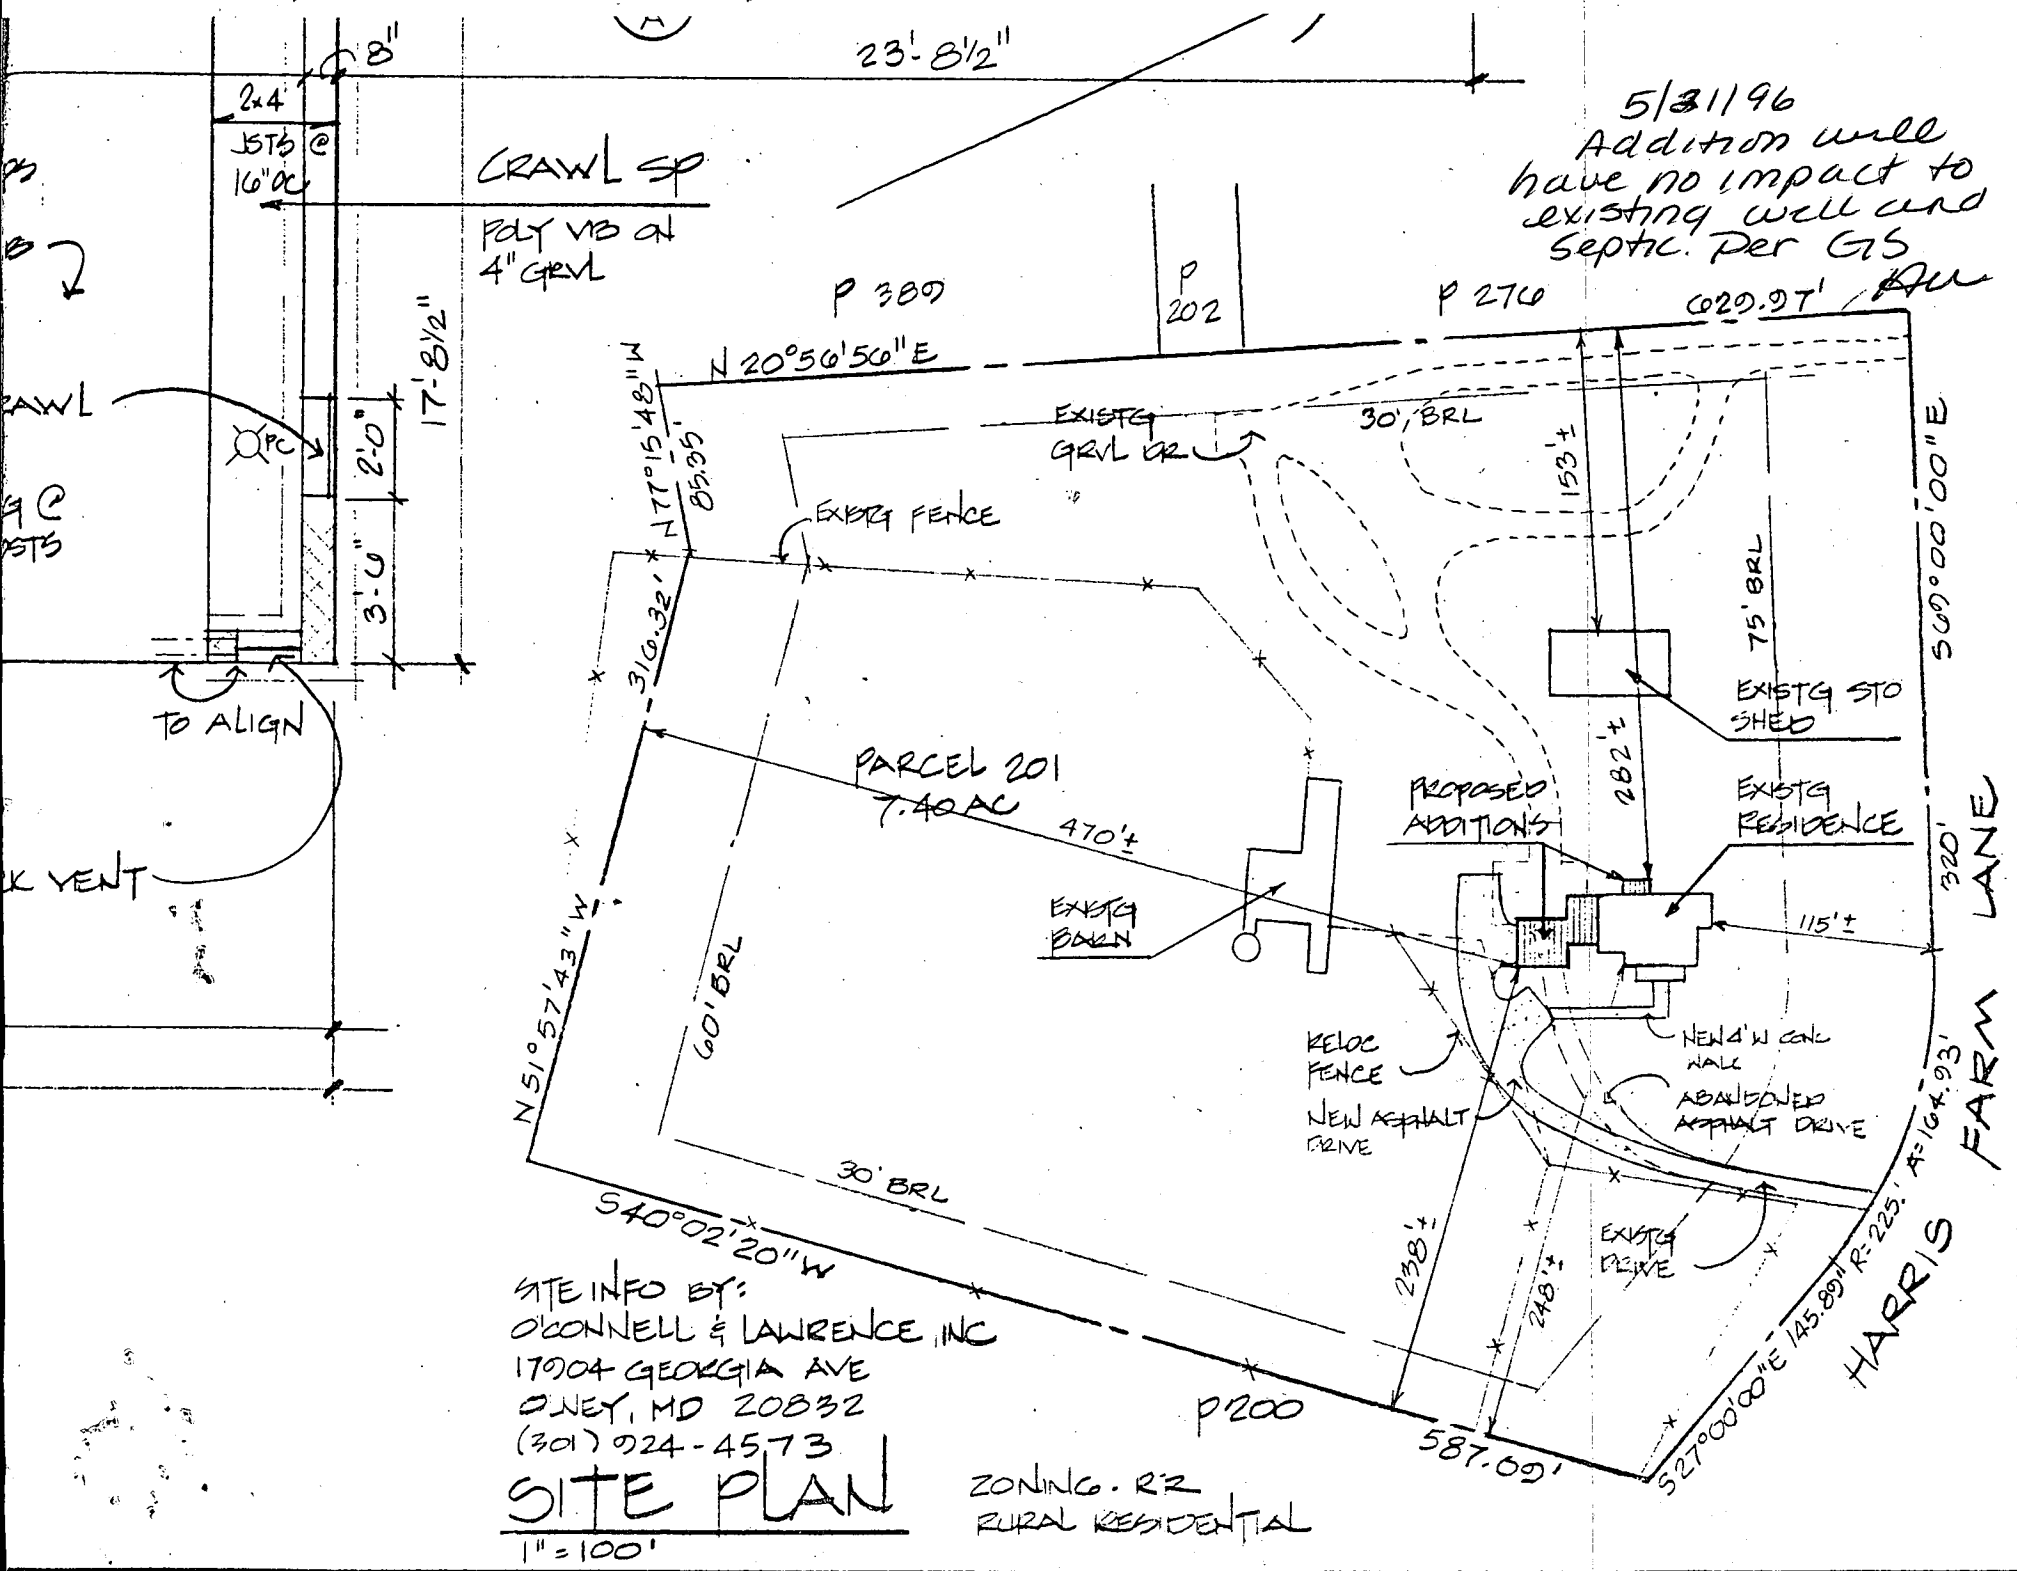 A
8"
23'-8½"
2x4
JSTS @
16"OC
CRAWL SP
POLY VB ON
4" GRVL
17'-8½"
2'-0"
3'-6"
PC
TO ALIGN
VENT
5/31/96
Addition will
have no impact to
existing well and
septic. Per GS
P 389
P
202
P 276
629.97'
N 20°56'56"E
N 77°15'48"W
85.35'
EXISTG
GRVL DR
30' BRL
153'±
EXISTG FENCE
316.32'
75' BRL
S69°00'00"E
EXISTG STO
SHED
282'±
PARCEL 201
7.40 AC
470'±
PROPOSED
ADDITIONS
EXISTG
RESIDENCE
320'
EXISTG
BARN
115'±
N 51°57'43"W
60' BRL
RELOC
FENCE
NEW ASPHALT
DRIVE
NEW 4' W CONC
WALK
ABANDONED
ASPHALT DRIVE
HARRIS FARM LANE
A=164.93'
R=225.'
30' BRL
S40°02'20"W
238'±
248'±
EXISTG
DRIVE
S27°00'00"E 145.89"
P200
587.09'
SITE INFO BY:
O'CONNELL & LAWRENCE, INC
17904 GEORGIA AVE
OLNEY, MD 20832
(301) 924-4573
SITE PLAN
1"=100'
ZONING. RR
RURAL RESIDENTIAL